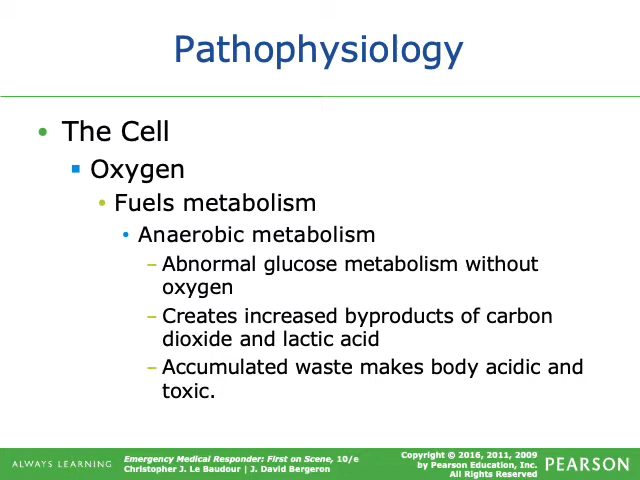 Pathophysiology
• The Cell
▪ Oxygen
• Fuels metabolism
• Anaerobic metabolism
– Abnormal glucose metabolism without
oxygen
– Creates increased byproducts of carbon
dioxide and lactic acid
– Accumulated waste makes body acidic and
toxic.
ALWAYS LEARNING
Emergency Medical Responder: First on Scene, 10/e
Christopher J. Le Baudour | J. David Bergeron
Copyright © 2016, 2011, 2009
by Pearson Education, Inc.
All Rights Reserved
PEARSON